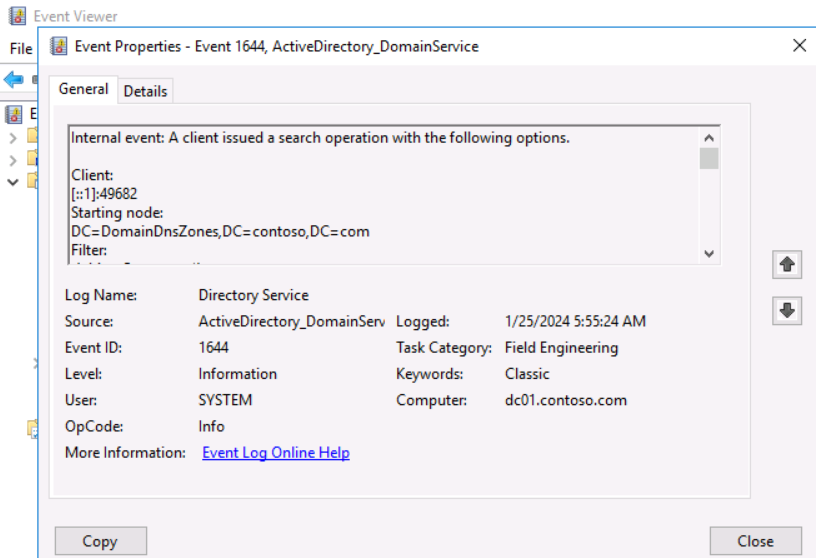 Event Viewer
File
Event Properties - Event 1644, ActiveDirectory_DomainService
General Details
E
Internal event: A client issued a search operation with the following options.
Client:
[::1]:49682
Starting node:
DC=DomainDnsZones,DC=contoso,DC=com
Filter:
Log Name: Directory Service
Source: ActiveDirectory_DomainServ Logged: 1/25/2024 5:55:24 AM
Event ID: 1644 Task Category: Field Engineering
Level: Information Keywords: Classic
User: SYSTEM Computer: dc01.contoso.com
OpCode: Info
More Information: Event Log Online Help
Copy Close